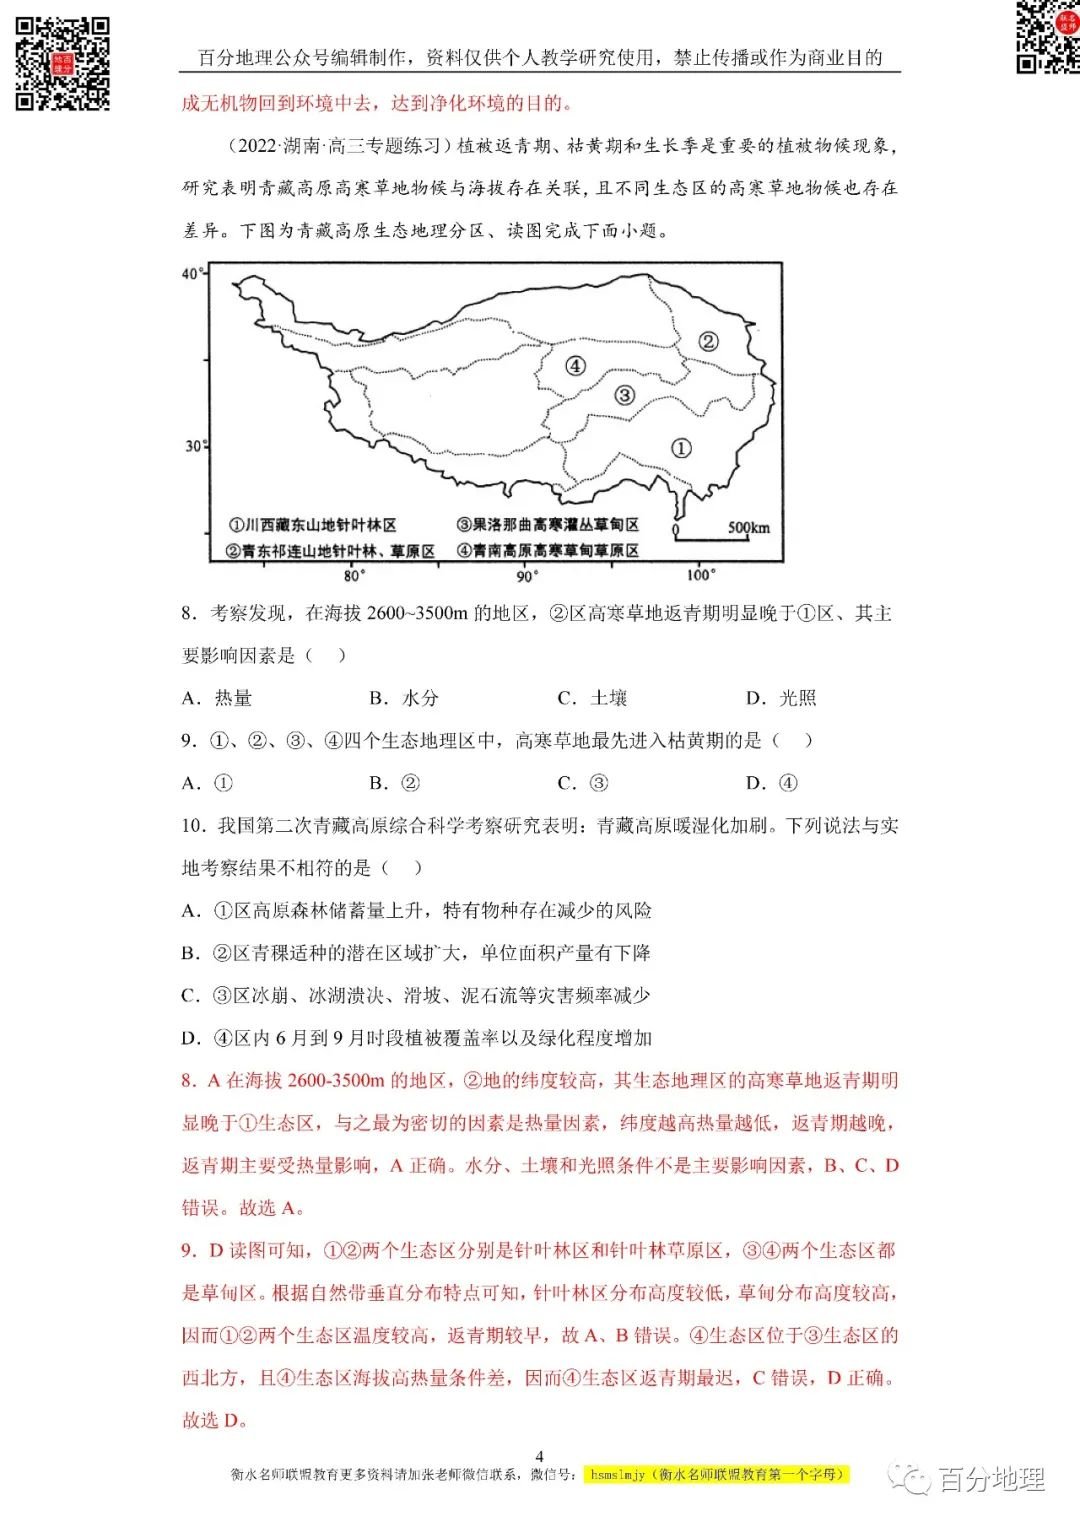 百分地理公众号编辑制作，资料仅供个人教学研究使用，禁止传播或作为商业目的
成无机物回到环境中去，达到净化环境的目的。
（2022·湖南·高三专题练习）植被返青期、枯黄期和生长季是重要的植被物候现象，
研究表明青藏高原高寒草地物候与海拔存在关联，且不同生态区的高寒草地物候也存在
差异。下图为青藏高原生态地理分区、读图完成下面小题。
40°
②
④
③
30°
①
①川西藏东山地针叶林区 ③果洛那曲高寒灌丛草甸区
0 500km
②青东祁连山地针叶林、草原区 ④青南高原高寒草甸草原区
80° 90° 100°
8．考察发现，在海拔 2600~3500m 的地区，②区高寒草地返青期明显晚于①区、其主
要影响因素是（ ）
A．热量 B．水分 C．土壤 D．光照
9．①、②、③、④四个生态地理区中，高寒草地最先进入枯黄期的是（ ）
A．① B．② C．③ D．④
10．我国第二次青藏高原综合科学考察研究表明：青藏高原暖湿化加剧。下列说法与实
地考察结果不相符的是（ ）
A．①区高原森林储蓄量上升，特有物种存在减少的风险
B．②区青稞适种的潜在区域扩大，单位面积产量有下降
C．③区冰崩、冰湖溃决、滑坡、泥石流等灾害频率减少
D．④区内 6 月到 9 月时段植被覆盖率以及绿化程度增加
8．A 在海拔 2600-3500m 的地区，②地的纬度较高，其生态地理区的高寒草地返青期明
显晚于①生态区，与之最为密切的因素是热量因素，纬度越高热量越低，返青期越晚，
返青期主要受热量影响，A 正确。水分、土壤和光照条件不是主要影响因素，B、C、D
错误。故选 A。
9．D 读图可知，①②两个生态区分别是针叶林区和针叶林草原区，③④两个生态区都
是草甸区。根据自然带垂直分布特点可知，针叶林区分布高度较低，草甸分布高度较高，
因而①②两个生态区温度较高，返青期较早，故 A、B 错误。④生态区位于③生态区的
西北方，且④生态区海拔高热量条件差，因而④生态区返青期最迟，C 错误，D 正确。
故选 D。
4
衡水名师联盟教育更多资料请加张老师微信联系，微信号： hsmslmjy（衡水名师联盟教育第一个字母）
百分地理